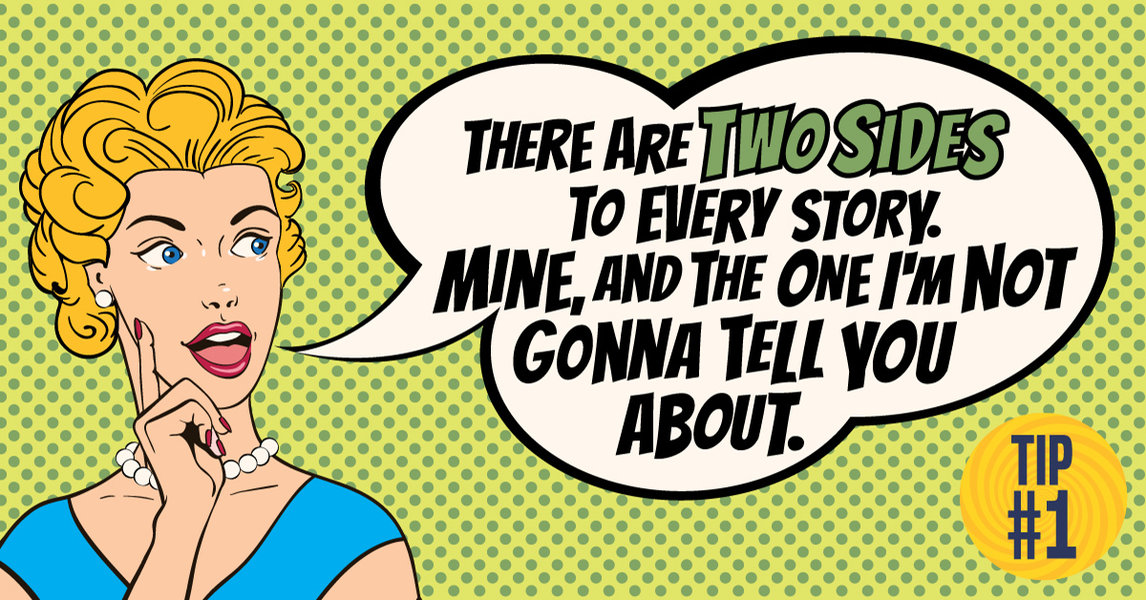 THERE ARE TWO SIDES
TO EVERY STORY.
MINE, AND THE ONE I'M NOT
GONNA TELL YOU
ABOUT.
TIP
#1